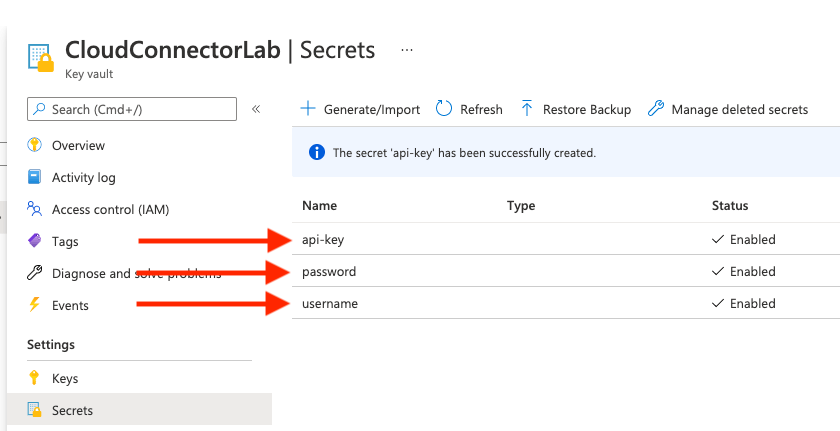 CloudConnectorLab | Secrets ...
Key vault
Search (Cmd+/)
«
Overview
Activity log
Access control (IAM)
Tags
Diagnose and solve problems
Events
Settings
Keys
Secrets
Generate/Import Refresh Restore Backup Manage deleted secrets
The secret 'api-key' has been successfully created.
Name Type Status
api-key Enabled
password Enabled
username Enabled